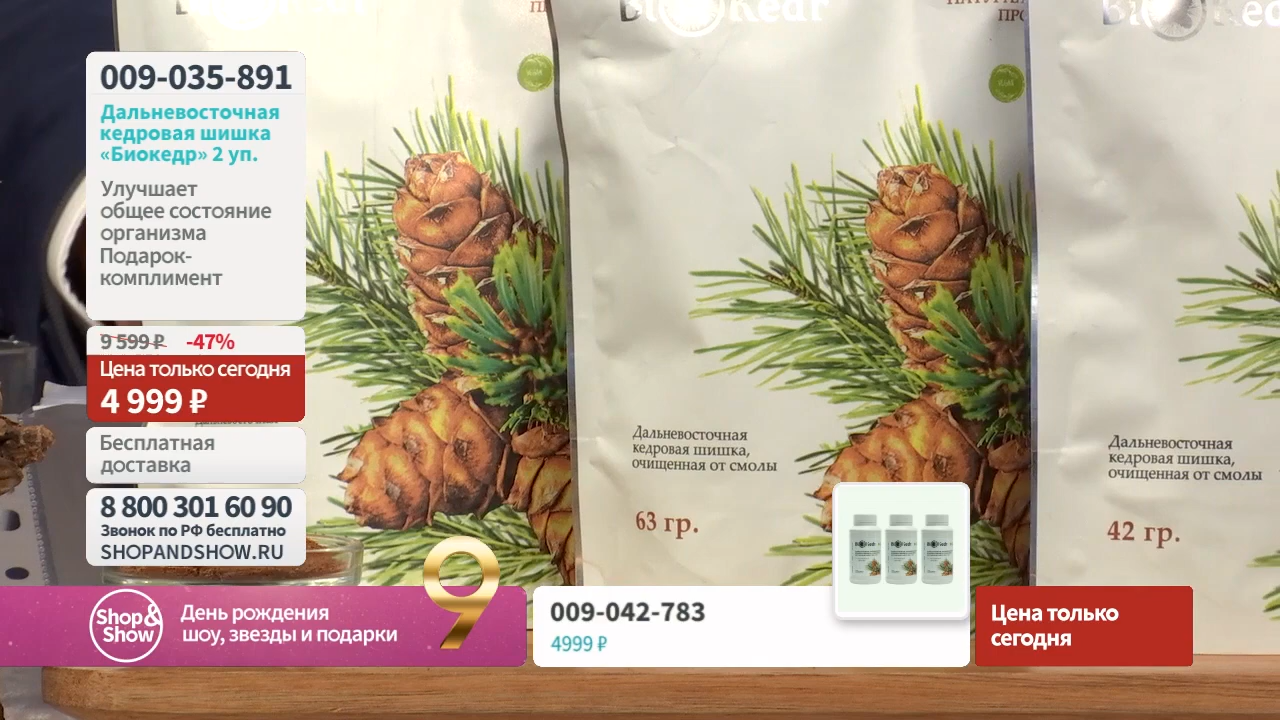 009-035-891
Дальневосточная
кедровая шишка
«Биокедр» 2 уп.
Улучшает
общее состояние
организма
Подарок-
комплимент
9 599 ₽ -47%
Цена только сегодня
4 999 ₽
Бесплатная
доставка
8 800 301 60 90
Звонок по РФ бесплатно
SHOPANDSHOW.RU
Дальневосточная
кедровая шишка,
очищенная от смолы
63 гр.
Дальневосточная
кедровая шишка,
очищенная от смолы
42 гр.
Shop&
Show
День рождения
шоу, звезды и подарки
9
009-042-783
4999 ₽
Цена только
сегодня